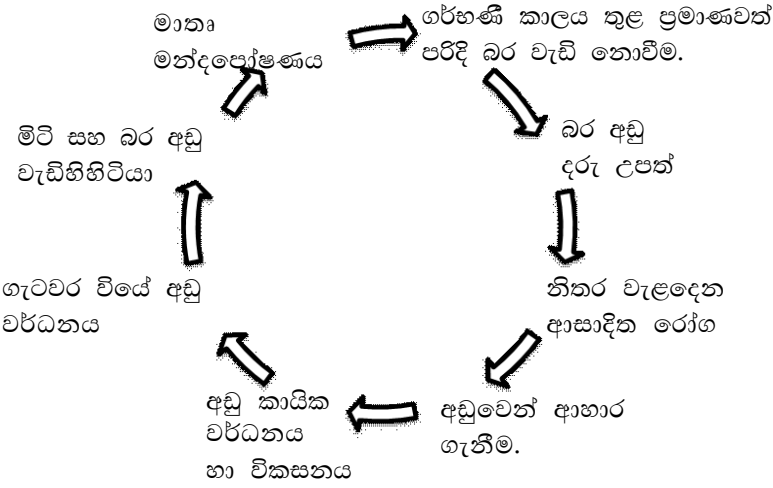 මාතෘ
මන්දපෝෂණය
ගර්භණී කාලය තුළ ප්‍රමාණවත්
පරිදි බර වැඩි නොවීම.
බර අඩු
දරු උපත්
නිතර වැළදෙන
ආසාදිත රෝග
අඩුවෙන් ආහාර
ගැනීම.
අඩු කායික
වර්ධනය
හා විකසනය
ගැටවර වියේ අඩු
වර්ධනය
මිටි සහ බර අඩු
වැඩිහිහිටියා